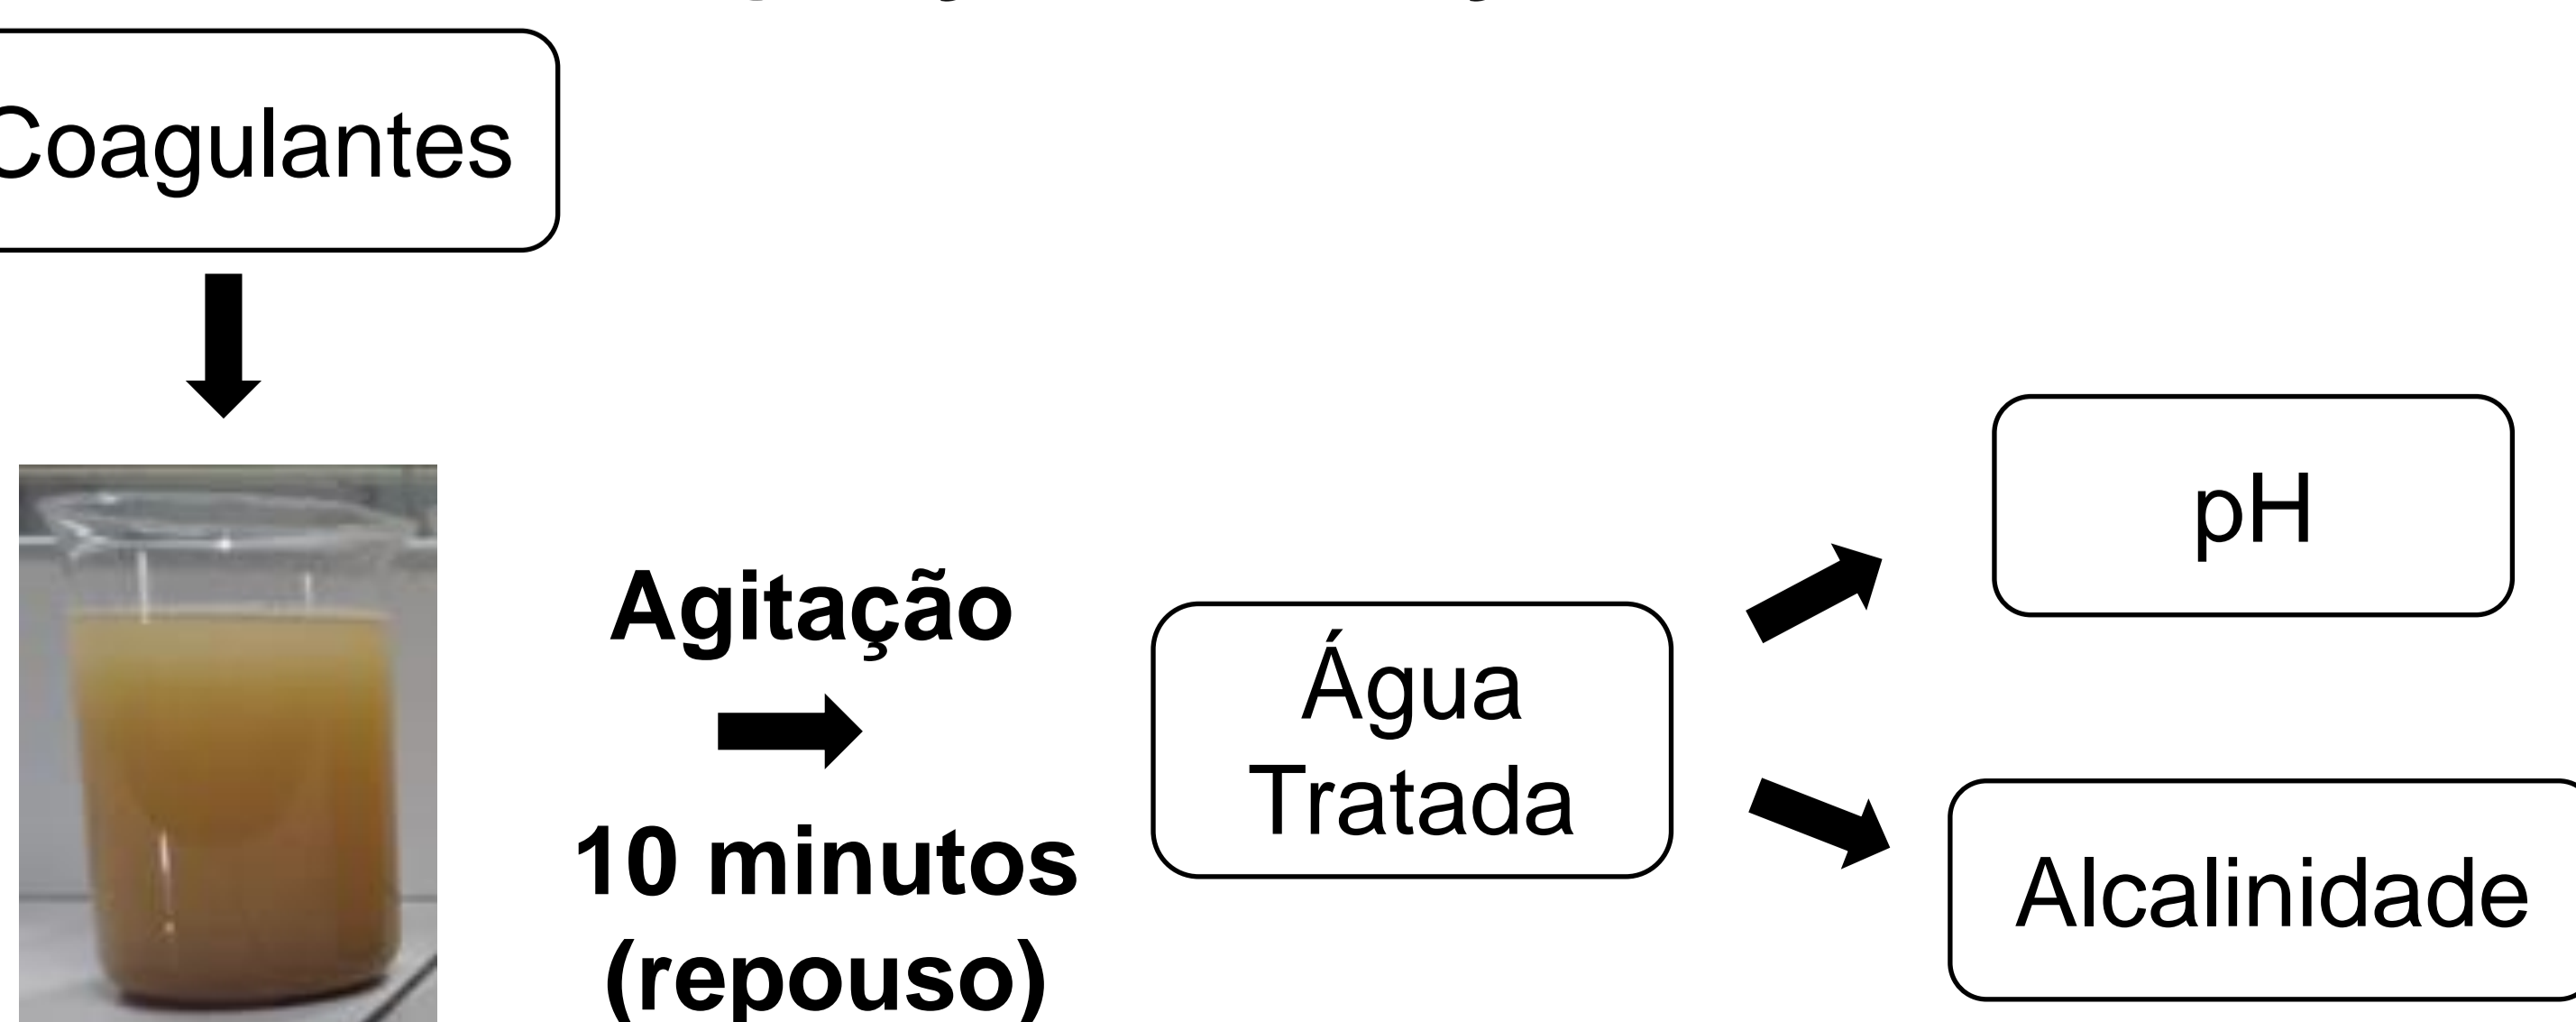 Coagulantes
pH
Agitação
Água
Tratada
10 minutos
(repouso)
Alcalinidade